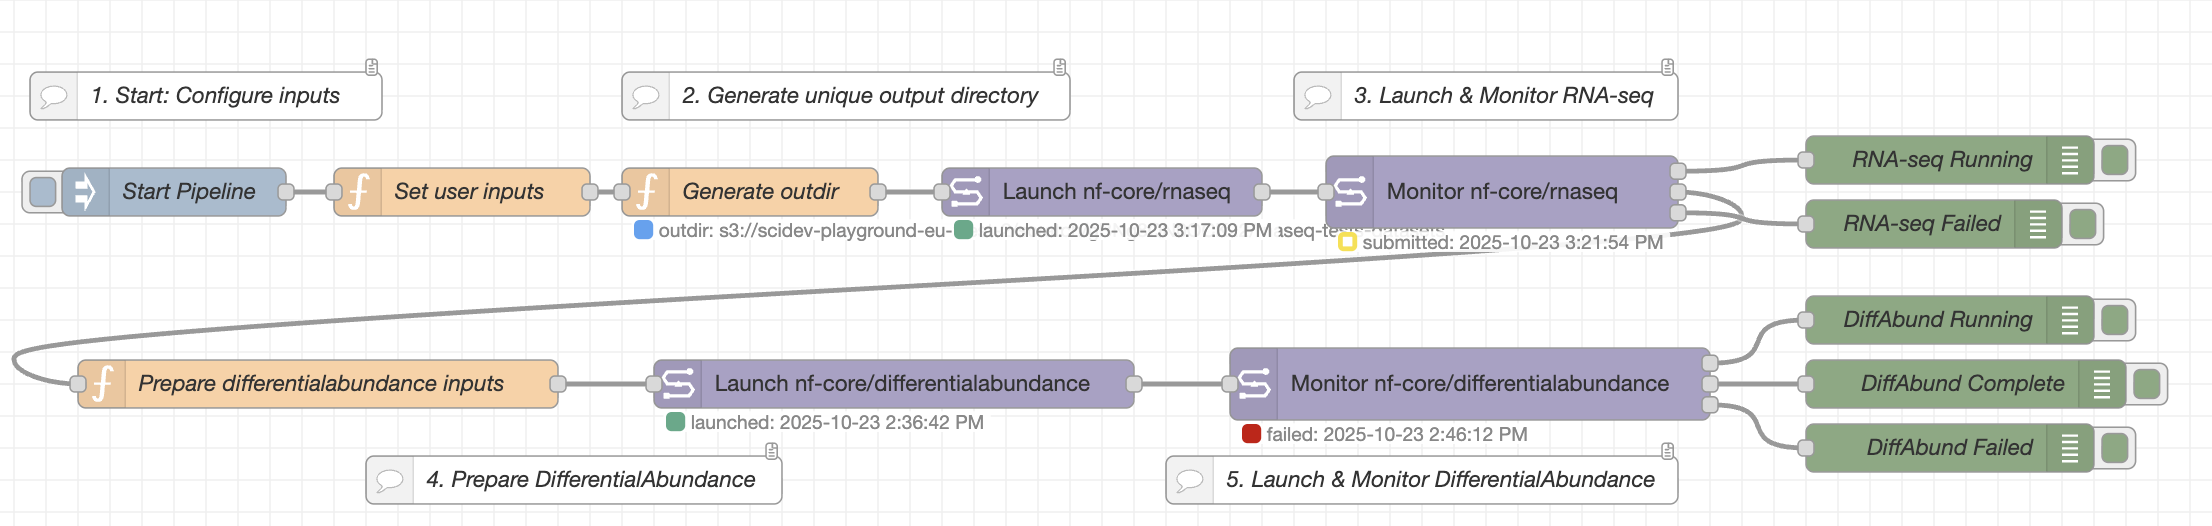 1. Start: Configure inputs
2. Generate unique output directory
3. Launch & Monitor RNA-seq
Start Pipeline
Set user inputs
Generate outdir
Launch nf-core/rnaseq
Monitor nf-core/rnaseq
RNA-seq Running
RNA-seq Failed
outdir: s3://scidev-playground-eu-
launched: 2025-10-23 3:17:09 PM
submitted: 2025-10-23 3:21:54 PM
Prepare differentialabundance inputs
Launch nf-core/differentialabundance
Monitor nf-core/differentialabundance
DiffAbund Running
DiffAbund Complete
DiffAbund Failed
launched: 2025-10-23 2:36:42 PM
failed: 2025-10-23 2:46:12 PM
4. Prepare DifferentialAbundance
5. Launch & Monitor DifferentialAbundance